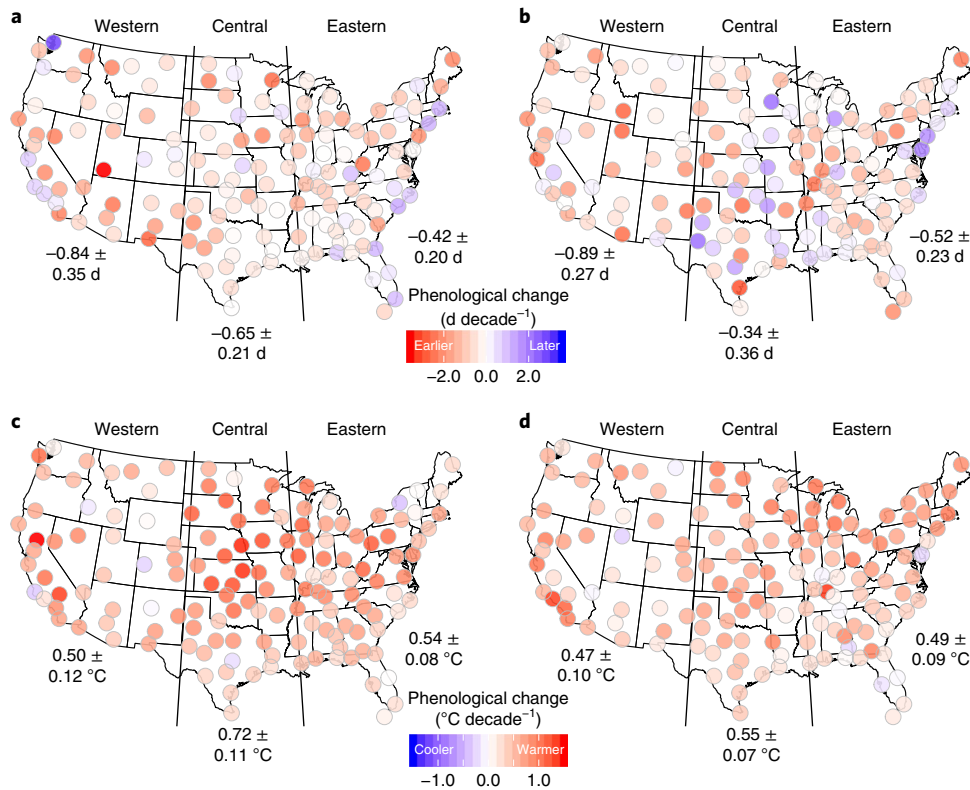 a
Western Central Eastern
−0.84 ±
0.35 d
−0.65 ±
0.21 d
−0.42 ±
0.20 d
b
Western Central Eastern
−0.89 ±
0.27 d
−0.34 ±
0.36 d
−0.52 ±
0.23 d
Phenological change
(d decade−1)
Earlier Later
−2.0 0.0 2.0
c
Western Central Eastern
0.50 ±
0.12 °C
0.72 ±
0.11 °C
0.54 ±
0.08 °C
d
Western Central Eastern
0.47 ±
0.10 °C
0.55 ±
0.07 °C
0.49 ±
0.09 °C
Phenological change
(°C decade−1)
Cooler Warmer
−1.0 0.0 1.0